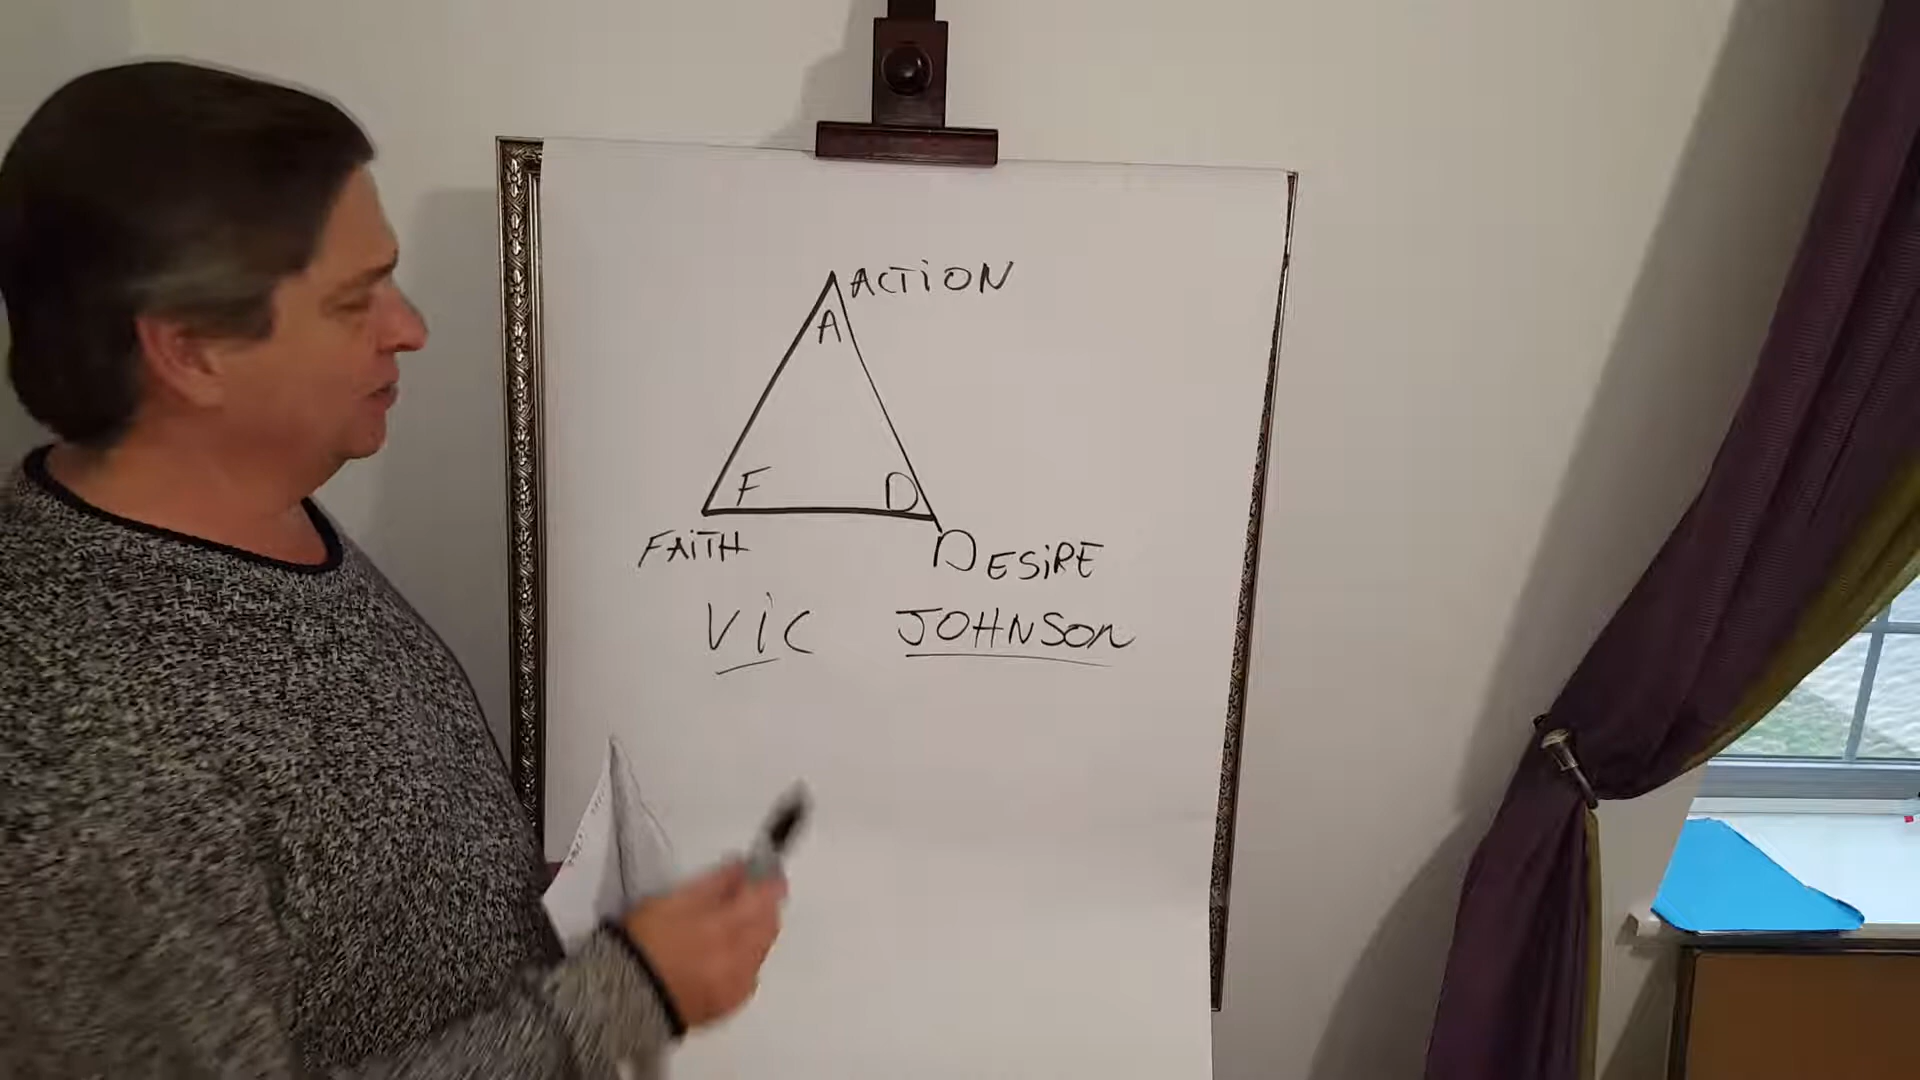 ACTiON
A
F D
FAiTH DESiRE
ViC JOHNSON